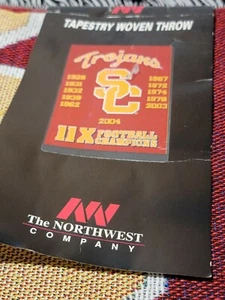 TAPESTRY WOVEN THROW
Trojans
SC
1928 1967
1931 1972
1932 1974
1939 1978
1962 2003
2004
11X FOOTBALL
CHAMPIONS
The NORTHWEST
COMPANY